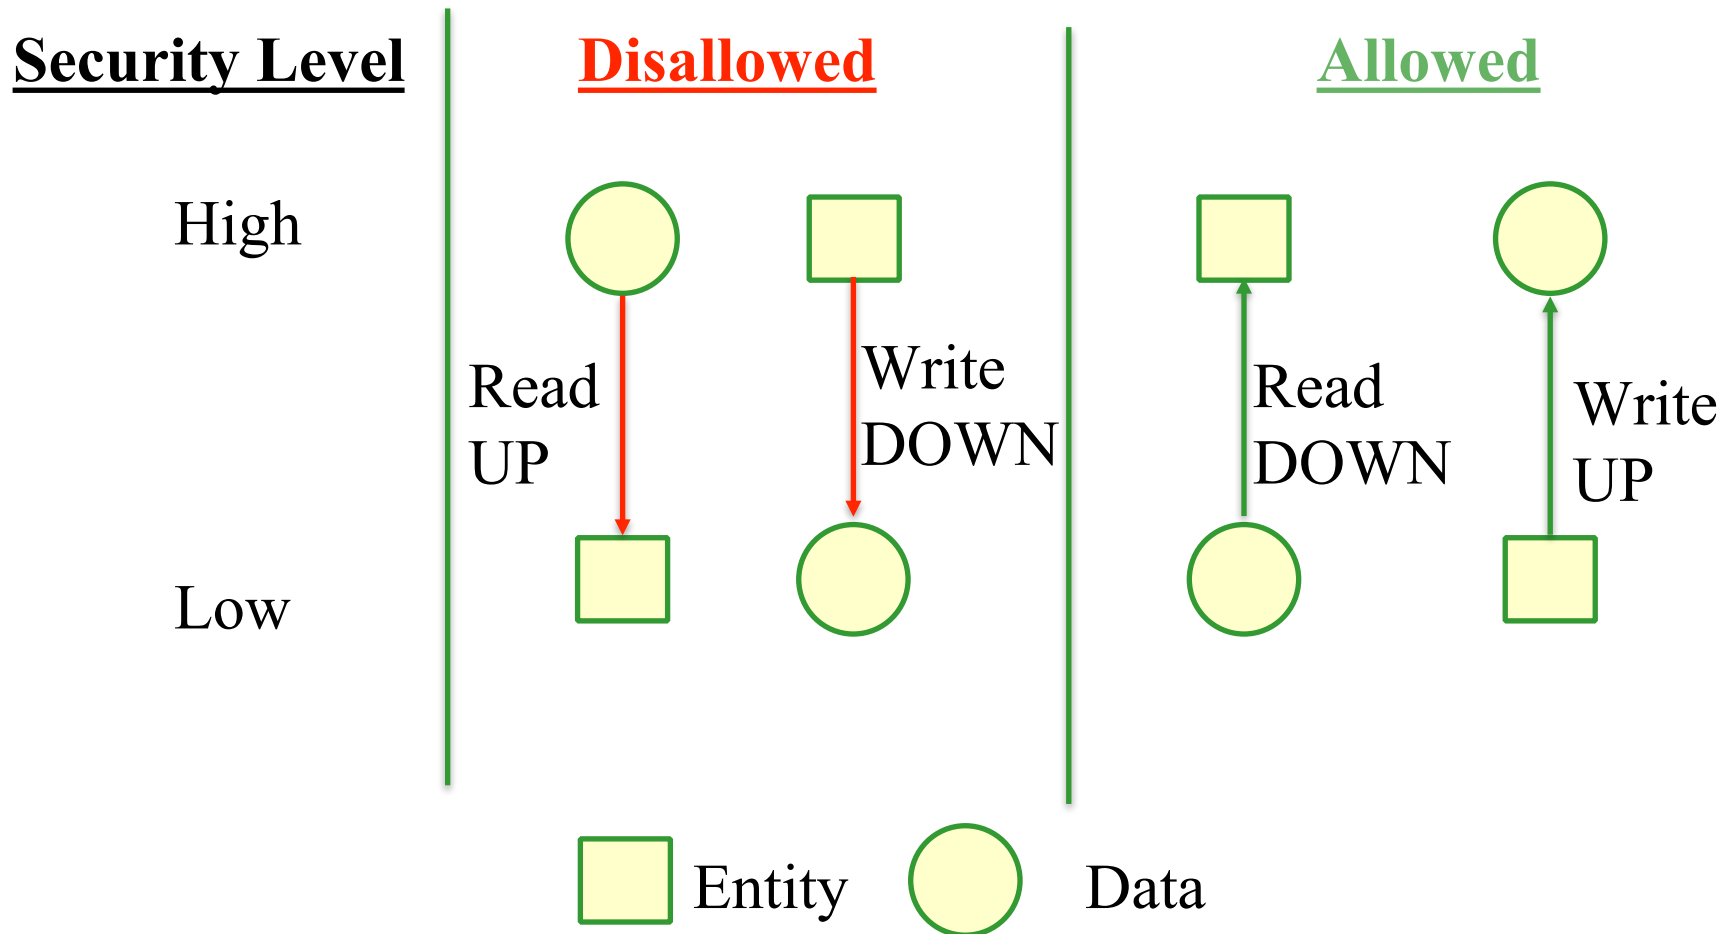 Security Level
Disallowed
Allowed
High
Read
UP
Write
DOWN
Read
DOWN
Write
UP
Low
Entity
Data